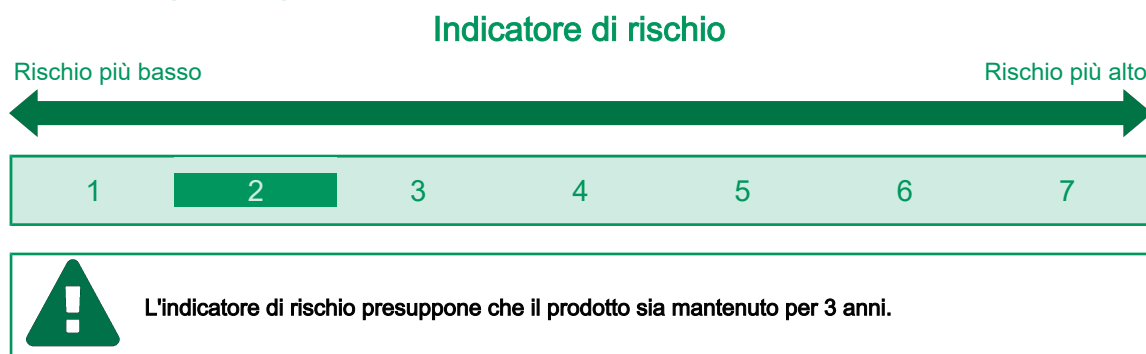 Indicatore di rischio
Rischio più basso Rischio più alto
1 2 3 4 5 6 7
L'indicatore di rischio presuppone che il prodotto sia mantenuto per 3 anni.